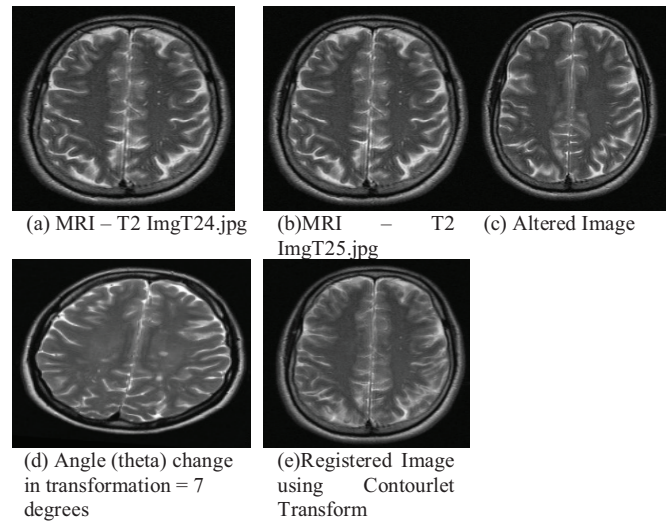 (a) MRI – T2 ImgT24.jpg
(b)MRI – T2
ImgT25.jpg
(c) Altered Image
(d) Angle (theta) change
in transformation = 7
degrees
(e)Registered Image
using Contourlet
Transform